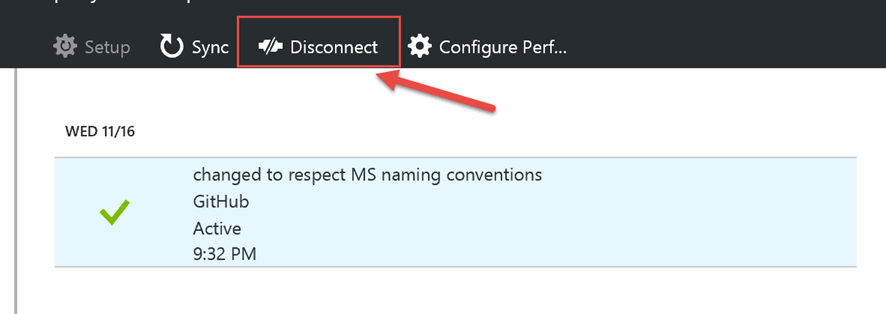 Setup Sync Disconnect Configure Perf...
WED 11/16
changed to respect MS naming conventions
GitHub
Active
9:32 PM